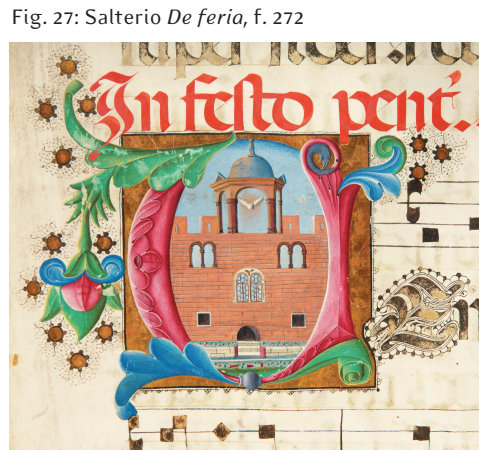 Fig. 27: Salterio De feria, f. 272
In festo pent́..